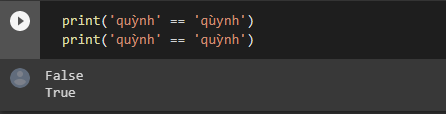 print('quỳnh' == 'qùynh')
print('quỳnh' == 'quỳnh')
False
True